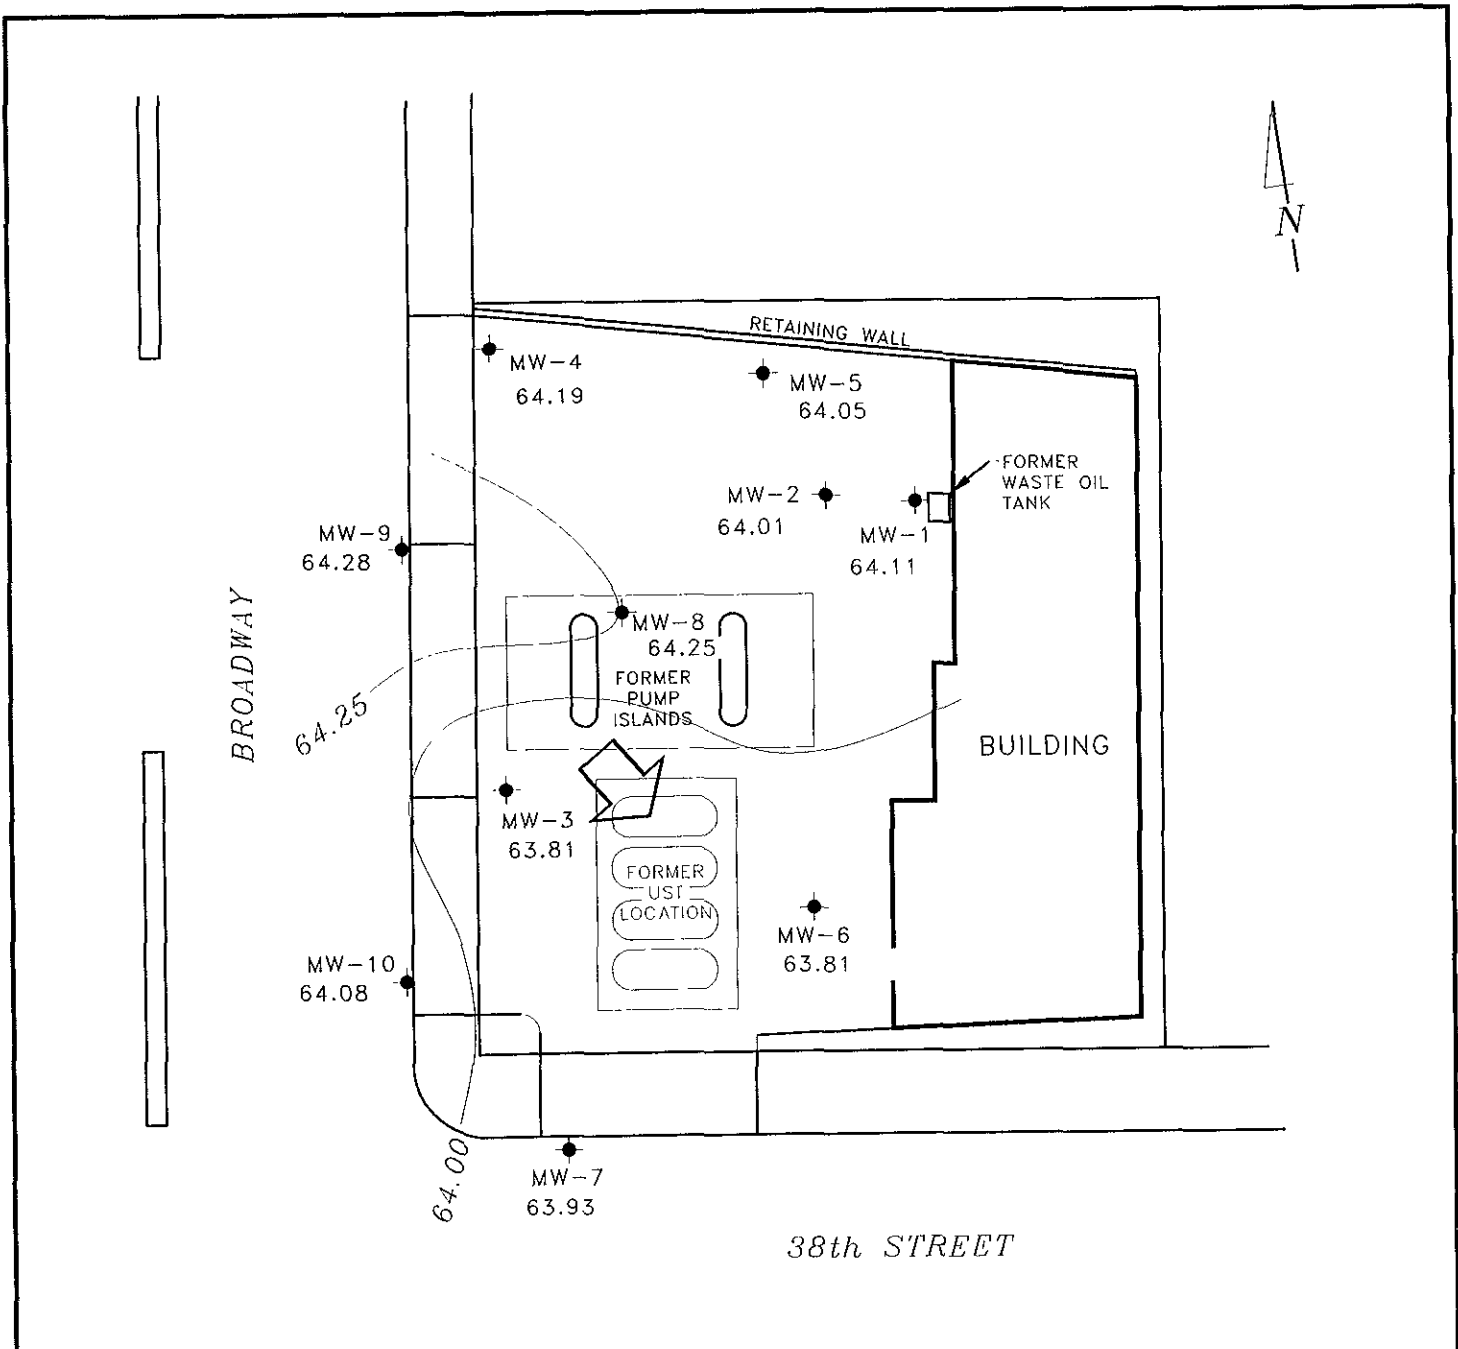 N
RETAINING WALL
MW-4
64.19
MW-5
64.05
FORMER
WASTE OIL
TANK
MW-2
64.01
MW-1
64.11
MW-9
64.28
MW-8
64.25
FORMER
PUMP
ISLANDS
BROADWAY
64.25
BUILDING
MW-3
63.81
FORMER
UST
LOCATION
MW-6
63.81
MW-10
64.08
64.00
MW-7
63.93
38th STREET